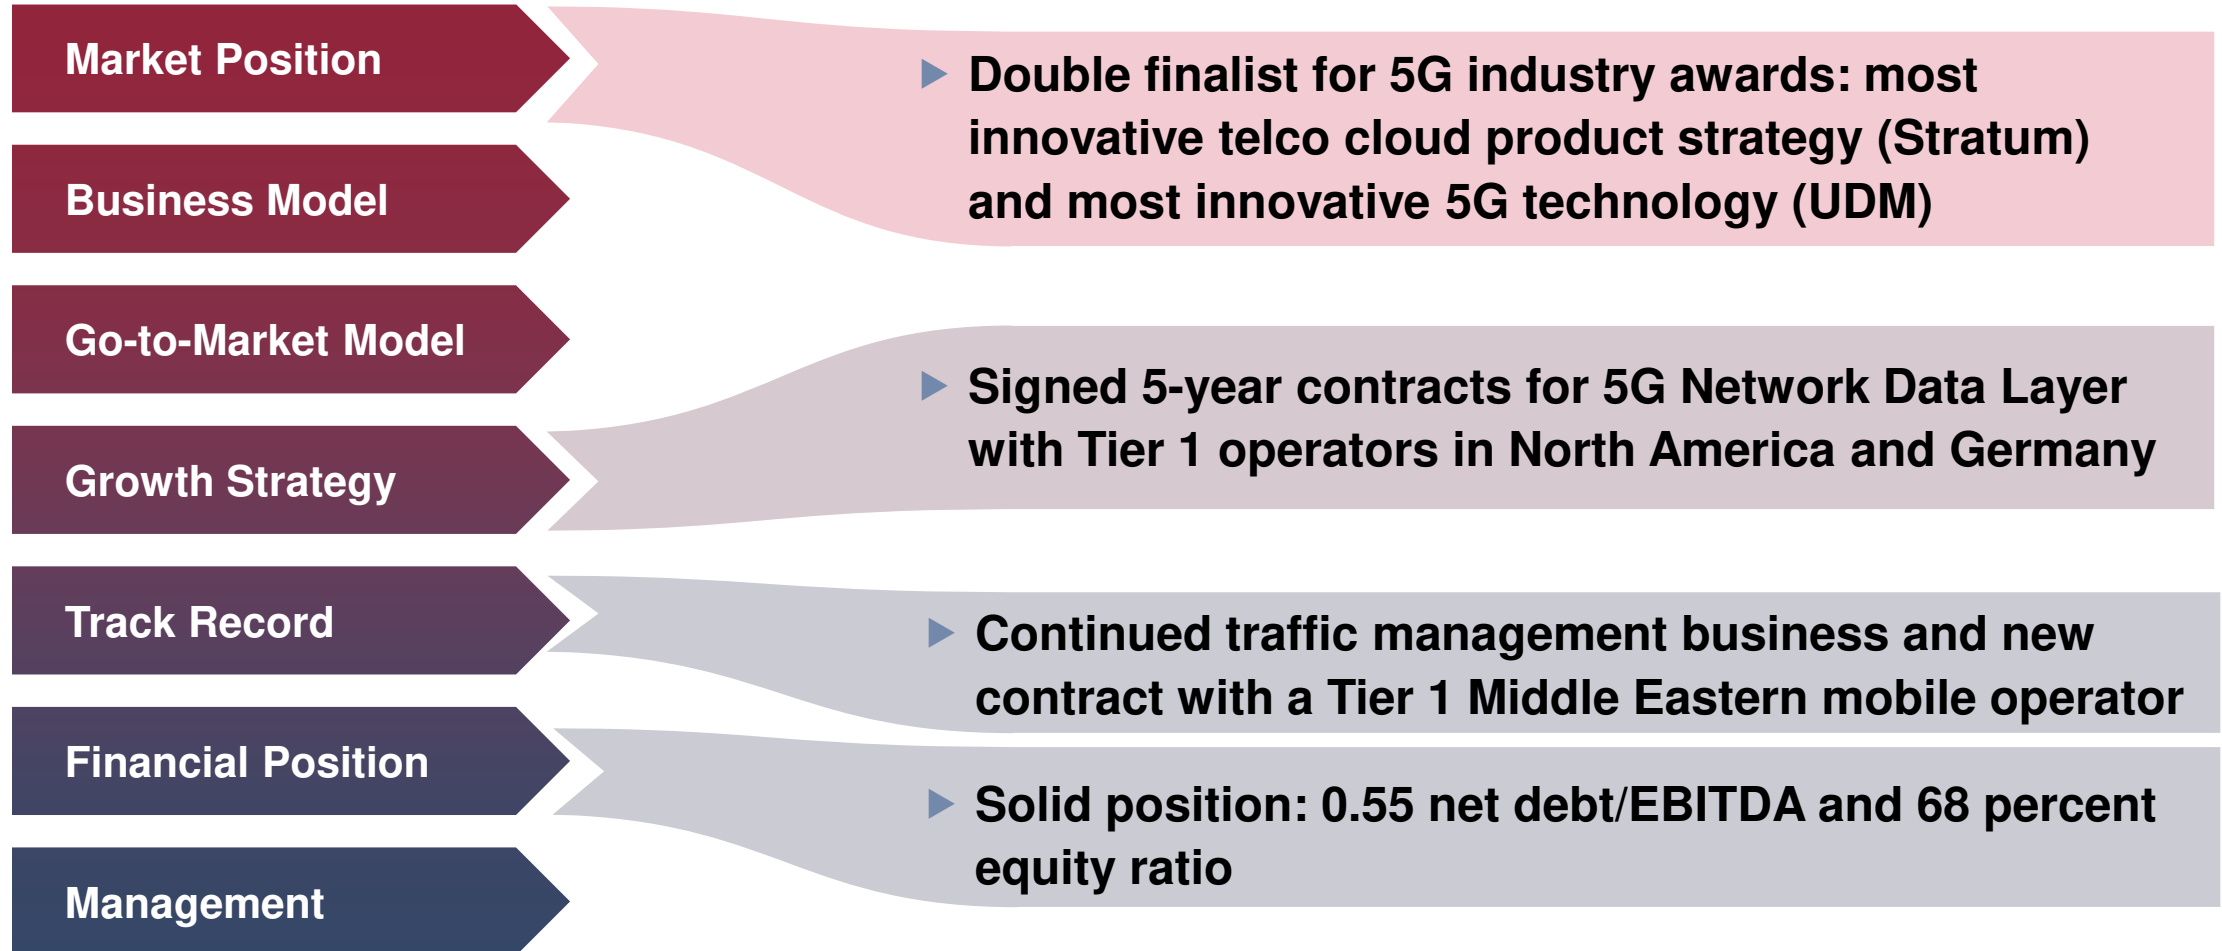 Market Position
Business Model
Go-to-Market Model
Growth Strategy
Track Record
Financial Position
Management
Double finalist for 5G industry awards: most
innovative telco cloud product strategy (Stratum)
and most innovative 5G technology (UDM)
Signed 5-year contracts for 5G Network Data Layer
with Tier 1 operators in North America and Germany
Continued traffic management business and new
contract with a Tier 1 Middle Eastern mobile operator
Solid position: 0.55 net debt/EBITDA and 68 percent
equity ratio